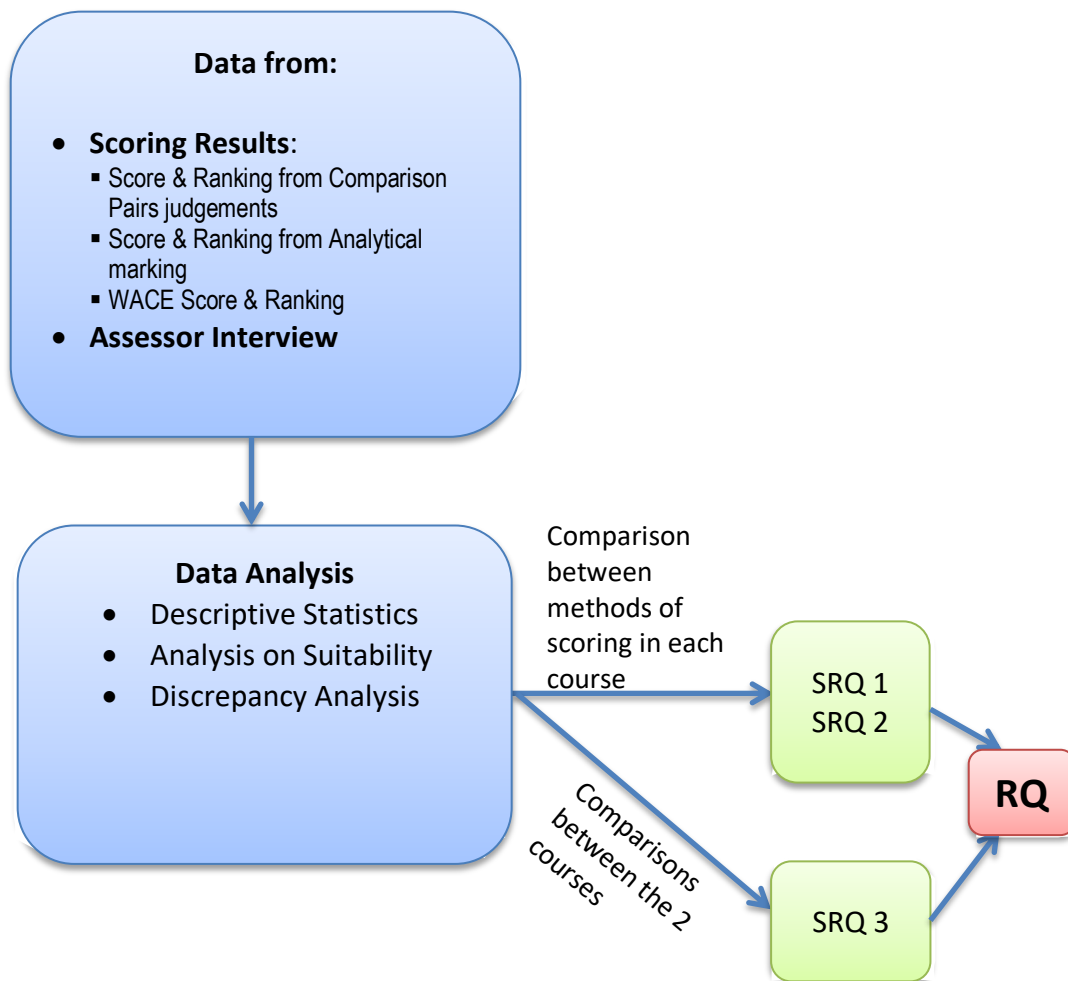 Data from:
• Scoring Results:
▪ Score & Ranking from Comparison
Pairs judgements
▪ Score & Ranking from Analytical
marking
▪ WACE Score & Ranking
• Assessor Interview
Data Analysis
• Descriptive Statistics
• Analysis on Suitability
• Discrepancy Analysis
Comparison
between
methods of
scoring in each
course
SRQ 1
SRQ 2
RQ
Comparisons
between the 2
courses
SRQ 3